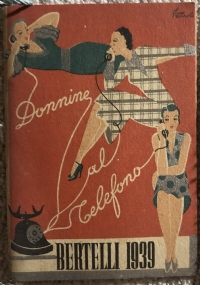 Donnine
al
Telefono
BERTELLI 1939